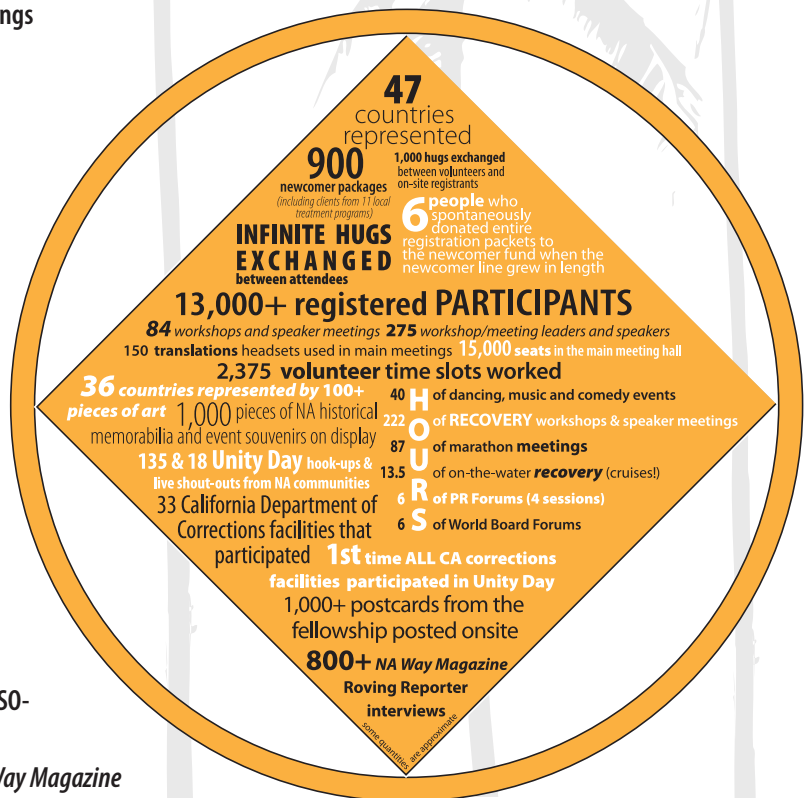 ngs
47
countries
represented
900
newcomer packages
(including clients from 11 local
treatment programs)
1,000 hugs exchanged
between volunteers and
on-site registrants
6 people who
spontaneously
donated entire
registration packets to
the newcomer fund when the
newcomer line grew in length
INFINITE HUGS
EXCHANGED
between attendees
13,000+ registered PARTICIPANTS
84 workshops and speaker meetings 275 workshop/meeting leaders and speakers
150 translations headsets used in main meetings 15,000 seats in the main meeting hall
2,375 volunteer time slots worked
36 countries represented by 100+
pieces of art 1,000 pieces of NA historical
memorabilia and event souvenirs on display
135 & 18 Unity Day hook-ups &
live shout-outs from NA communities
33 California Department of
Corrections facilities that
participated
HOURS
40 of dancing, music and comedy events
222 of RECOVERY workshops & speaker meetings
87 of marathon meetings
13.5 of on-the-water recovery (cruises!)
6 of PR Forums (4 sessions)
6 of World Board Forums
1st time ALL CA corrections
facilities participated in Unity Day
1,000+ postcards from the
fellowship posted onsite
800+ NA Way Magazine
Roving Reporter
interviews
some quantities are approximate
SO-
Way Magazine